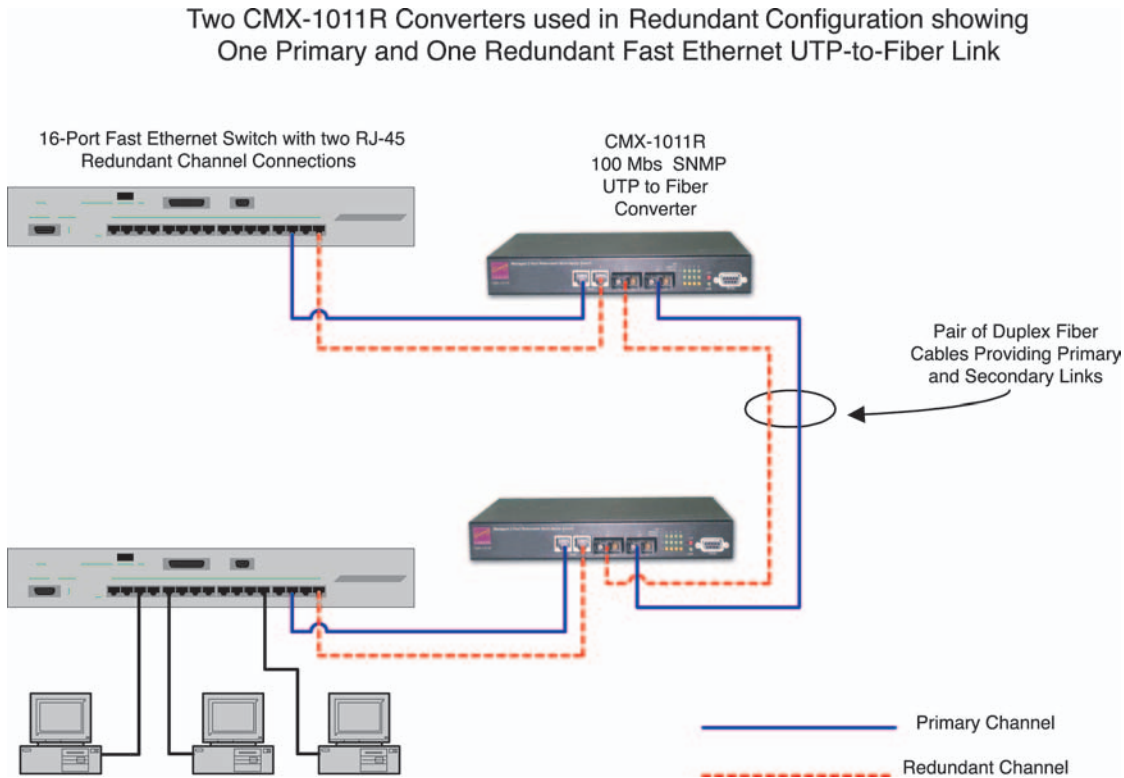 Two CMX-1011R Converters used in Redundant Configuration showing
One Primary and One Redundant Fast Ethernet UTP-to-Fiber Link
16-Port Fast Ethernet Switch with two RJ-45
Redundant Channel Connections
CMX-1011R
100 Mbs SNMP
UTP to Fiber
Converter
Pair of Duplex Fiber
Cables Providing Primary
and Secondary Links
Primary Channel
Redundant Channel